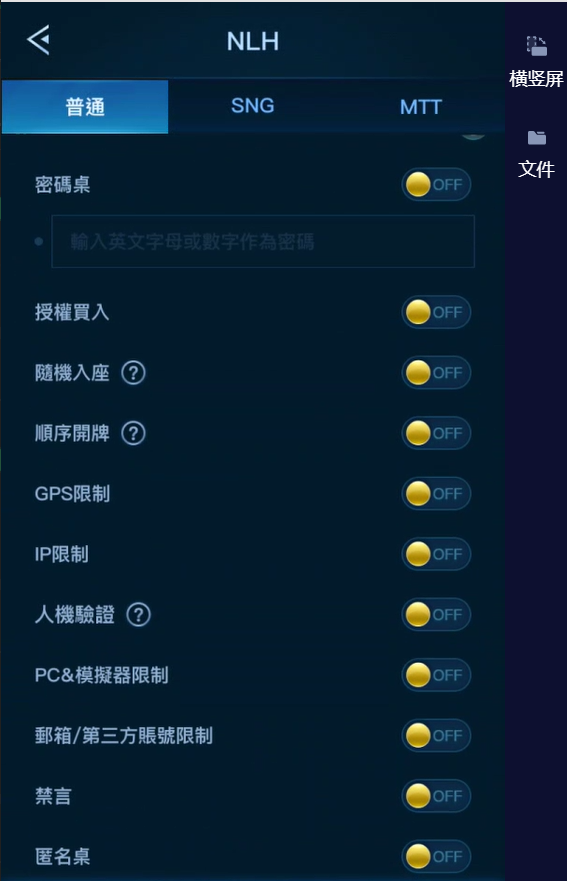 NLH
普通
SNG
MTT
密碼桌 OFF
輸入英文字母或數字作為密碼
授權買入 OFF
隨機入座 ? OFF
順序開牌 ? OFF
GPS限制 OFF
IP限制 OFF
人機驗證 ? OFF
PC&模擬器限制 OFF
郵箱/第三方賬號限制 OFF
禁言 OFF
匿名桌 OFF
横竖屏
文件